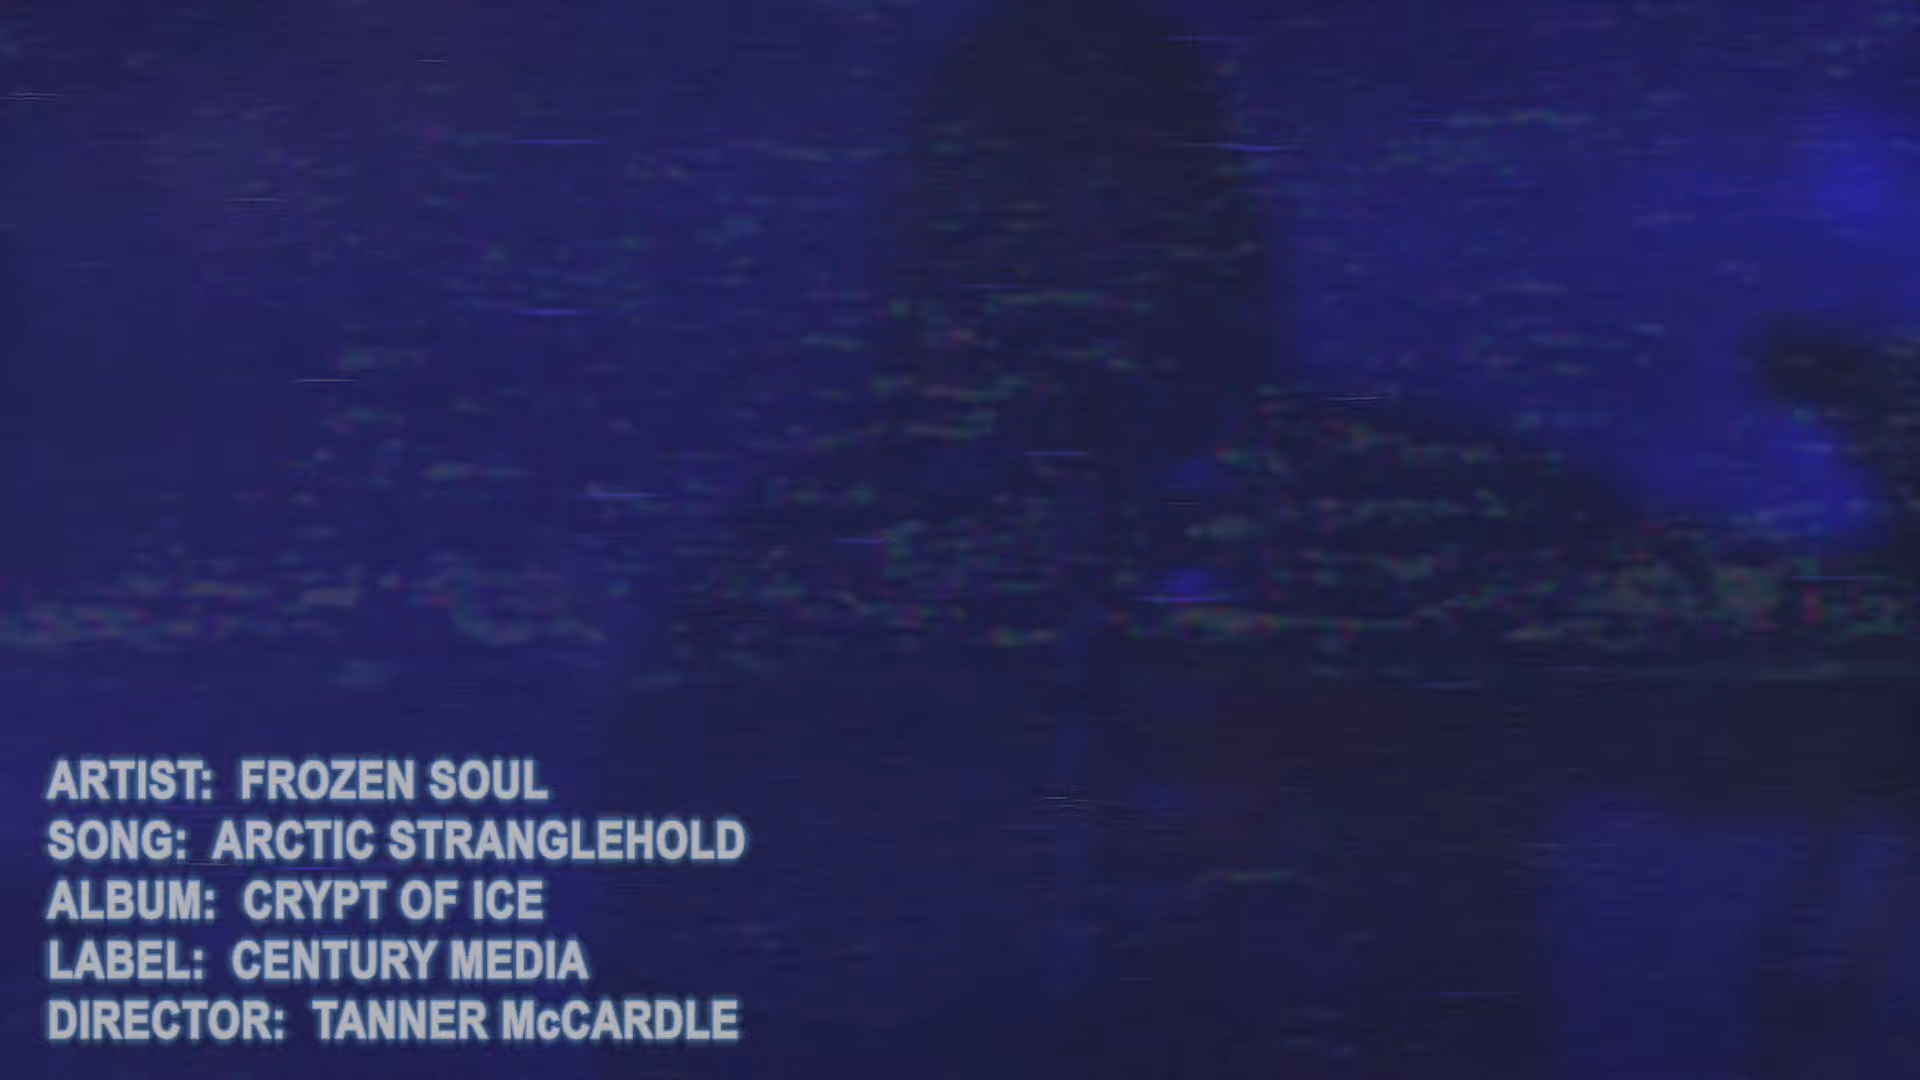 ARTIST: FROZEN SOUL
SONG: ARCTIC STRANGLEHOLD
ALBUM: CRYPT OF ICE
LABEL: CENTURY MEDIA
DIRECTOR: TANNER McCARDLE